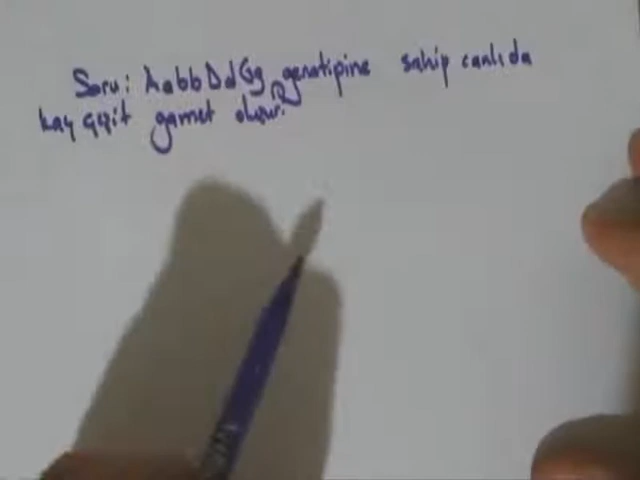 Soru: AabbDdGg genotipine sahip canlıda
kaç çeşit gamet oluşur.